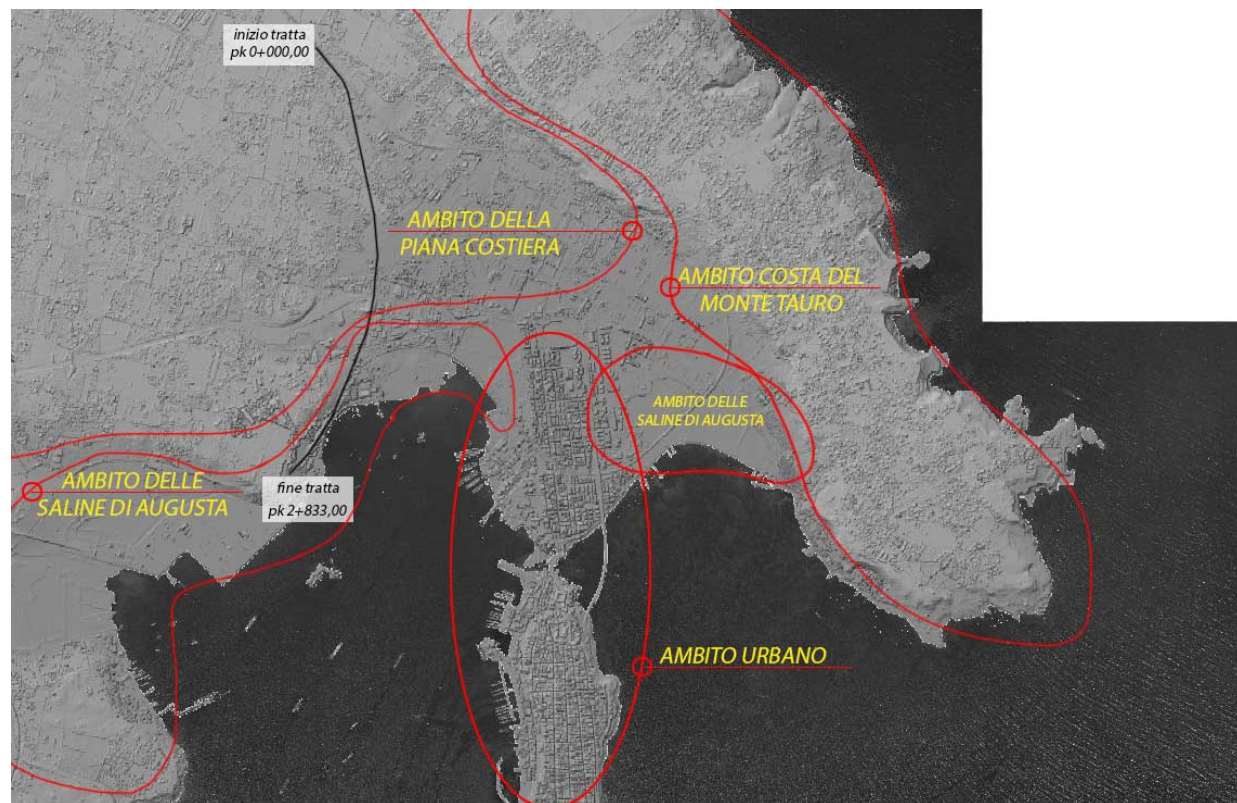 inizio tratta
pk 0+000,00
AMBITO DELLA
PIANA COSTIERA
AMBITO COSTA DEL
MONTE TAURO
AMBITO DELLE
SALINE DI AUGUSTA
AMBITO DELLE
SALINE DI AUGUSTA
fine tratta
pk 2+833,00
AMBITO URBANO